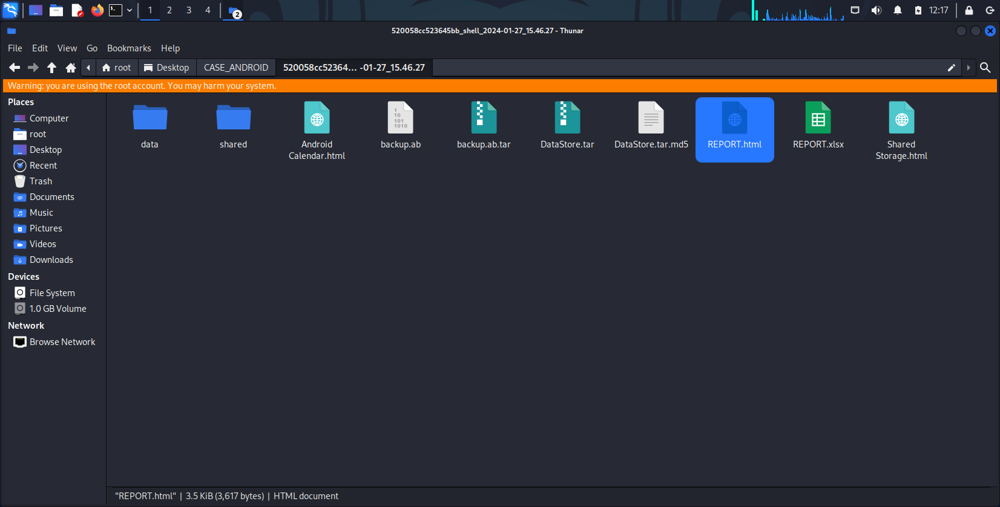 1 2 3 4 2 12:17
520058cc523645bb_shell_2024-01-27_15.46.27 - Thunar
File Edit View Go Bookmarks Help
root Desktop CASE_ANDROID 520058cc52364... -01-27_15.46.27
Warning: you are using the root account. You may harm your system.
Places
Computer
root
Desktop
Recent
Trash
Documents
Music
Pictures
Videos
Downloads
Devices
File System
1.0 GB Volume
Network
Browse Network
data
shared
Android
Calendar.html
1
10
101
1010
backup.ab
backup.ab.tar
DataStore.tar
DataStore.tar.md5
REPORT.html
REPORT.xlsx
Shared
Storage.html
"REPORT.html" | 3.5 KiB (3,617 bytes) | HTML document